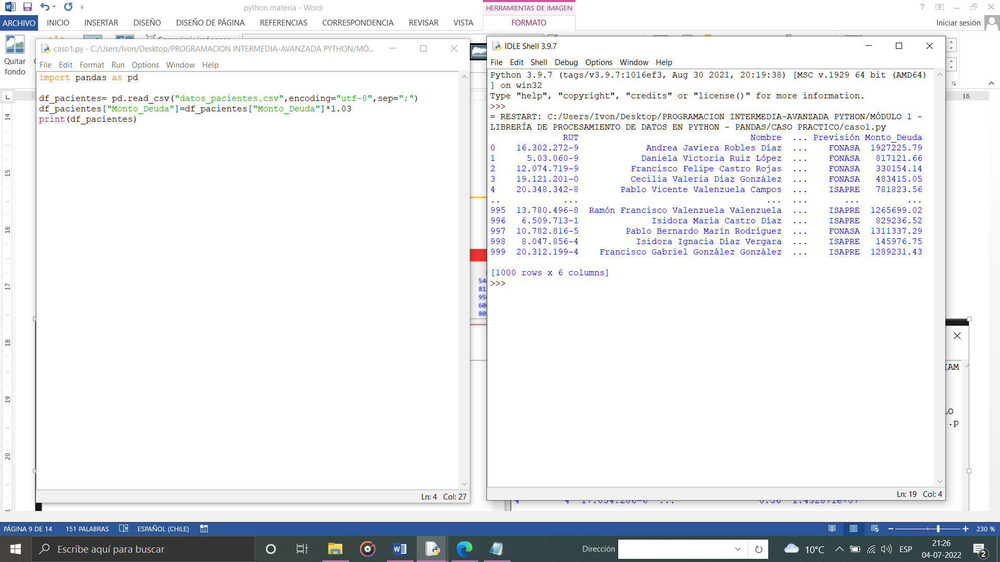 python materia - Word
HERRAMIENTAS DE IMAGEN
ARCHIVO INICIO INSERTAR DISEÑO DISEÑO DE PÁGINA REFERENCIAS CORRESPONDENCIA REVISAR VISTA FORMATO Iniciar sesión
Quitar
fondo
caso1.py - C:/Users/Ivon/Desktop/PROGRAMACION INTERMEDIA-AVANZADA PYTHON/MÓ...
File Edit Format Run Options Window Help
import pandas as pd
df_pacientes= pd.read_csv("datos_pacientes.csv",encoding="utf-8",sep=";")
df_pacientes["Monto_Deuda"]=df_pacientes["Monto_Deuda"]*1.03
print(df_pacientes)
Ln: 4 Col: 27
IDLE Shell 3.9.7
File Edit Shell Debug Options Window Help
Python 3.9.7 (tags/v3.9.7:1016ef3, Aug 30 2021, 20:19:38) [MSC v.1929 64 bit (AMD64)
] on win32
Type "help", "copyright", "credits" or "license()" for more information.
>>>
= RESTART: C:/Users/Ivon/Desktop/PROGRAMACION INTERMEDIA-AVANZADA PYTHON/MÓDULO 1 -
LIBRERÍA DE PROCESAMIENTO DE DATOS EN PYTHON - PANDAS/CASO PRACTICO/caso1.py
RUT Nombre ... Previsión Monto_Deuda
0 16.302.272-9 Andrea Javiera Robles Díaz ... FONASA 1927225.79
1 5.03.060-9 Daniela Victoria Ruiz López ... FONASA 817121.66
2 12.074.719-9 Francisco Felipe Castro Rojas ... FONASA 330154.14
3 19.121.201-0 Cecilia Valeria Díaz González ... FONASA 483415.05
4 20.348.342-8 Pablo Vicente Valenzuela Campos ... ISAPRE 781823.56
.. ... ... ... ... ...
995 13.780.496-8 Ramón Francisco Valenzuela Valenzuela ... ISAPRE 1265699.02
996 6.509.713-1 Isidora María Castro Díaz ... ISAPRE 829236.52
997 10.782.816-5 Pablo Bernardo Marín Rodríguez ... FONASA 1311337.29
998 8.047.856-4 Isidora Ignacia Díaz Vergara ... ISAPRE 145976.75
999 20.312.199-4 Francisco Gabriel González González ... ISAPRE 1289231.43
[1000 rows x 6 columns]
>>>
Ln: 19 Col: 4
16
14
15
16
17
18
19
20
(AM
.p
PÁGINA 9 DE 14 151 PALABRAS ESPAÑOL (CHILE) 230 %
Escribe aquí para buscar
Dirección
10°C
ESP
21:26
04-07-2022
2